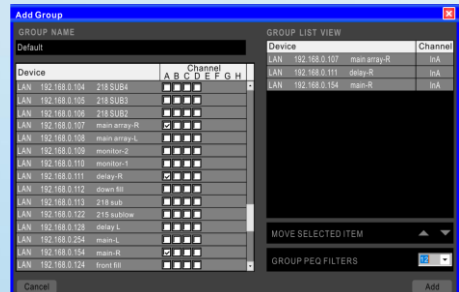 Add Group
GROUP NAME
Default
Device Channel
A B C D E F G H
LAN 192.168.0.104 218 SUB4
LAN 192.168.0.105 218 SUB3
LAN 192.168.0.106 218 SUB2
LAN 192.168.0.107 main array-R
LAN 192.168.0.108 main array-L
LAN 192.168.0.109 monitor-2
LAN 192.168.0.110 monitor-1
LAN 192.168.0.111 delay-R
LAN 192.168.0.112 down fill
LAN 192.168.0.113 218 sub
LAN 192.168.0.122 215 sublow
LAN 192.168.0.128 delay L
LAN 192.168.0.254 main-L
LAN 192.168.0.154 main-R
LAN 192.168.0.124 front fill
Cancel
GROUP LIST VIEW
Device Channel
LAN 192.168.0.107 main array-R InA
LAN 192.168.0.111 delay-R InA
LAN 192.168.0.154 main-R InA
MOVE SELECTED ITEM
GROUP PEQ FILTERS 12
Add